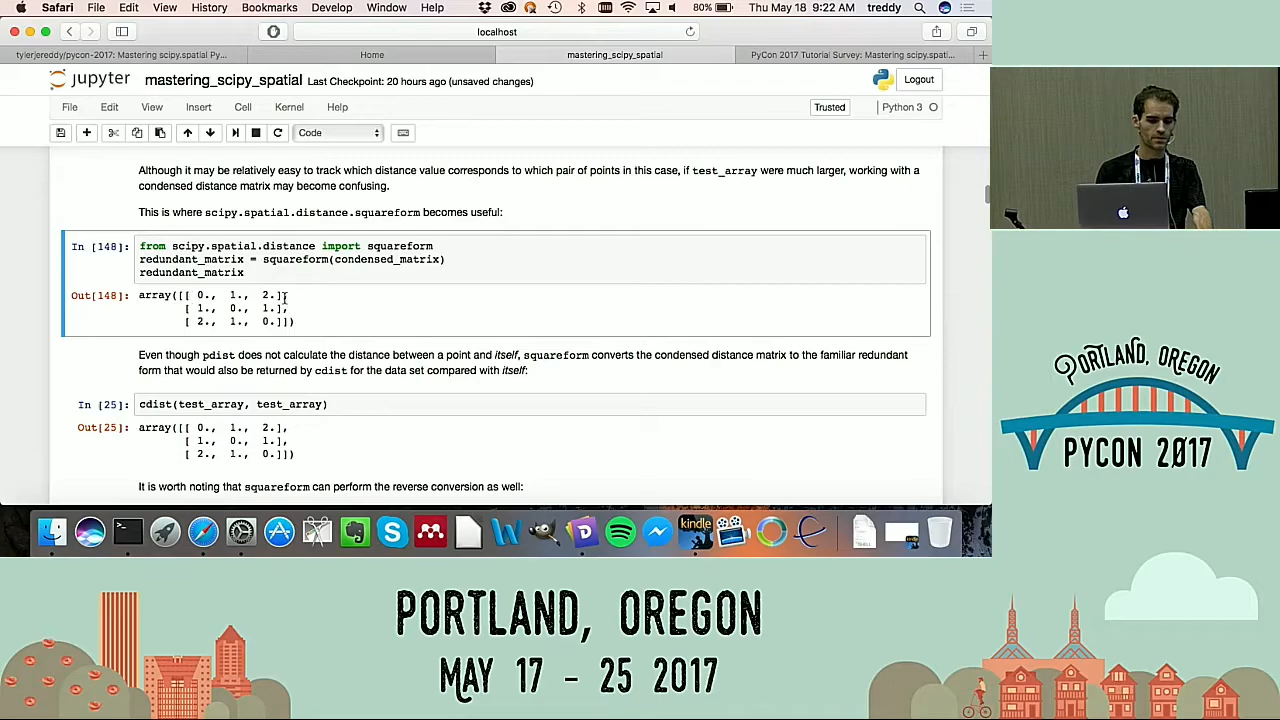 Safari File Edit View History Bookmarks Develop Window Help 80% Thu May 18 9:22 AM treddy
localhost
tylerjereddy/pycon-2017: Mastering scipy.spatial Py... Home mastering_scipy_spatial PyCon 2017 Tutorial Survey: Mastering scipy.spati...
jupyter mastering_scipy_spatial Last Checkpoint: 20 hours ago (unsaved changes) Logout
File Edit View Insert Cell Kernel Help Trusted Python 3
Code
Although it may be relatively easy to track which distance value corresponds to which pair of points in this case, if test_array were much larger, working with a
condensed distance matrix may become confusing.
This is where scipy.spatial.distance.squareform becomes useful:
In [148]: from scipy.spatial.distance import squareform
redundant_matrix = squareform(condensed_matrix)
redundant_matrix
Out[148]: array([[ 0., 1., 2.],
[ 1., 0., 1.],
[ 2., 1., 0.]])
Even though pdist does not calculate the distance between a point and itself, squareform converts the condensed distance matrix to the familiar redundant
form that would also be returned by cdist for the data set compared with itself:
In [25]: cdist(test_array, test_array)
Out[25]: array([[ 0., 1., 2.],
[ 1., 0., 1.],
[ 2., 1., 0.]])
It is worth noting that squareform can perform the reverse conversion as well:
kindle
PORTLAND, OREGON
PYCON 2017
PORTLAND, OREGON
MAY 17 - 25 2017